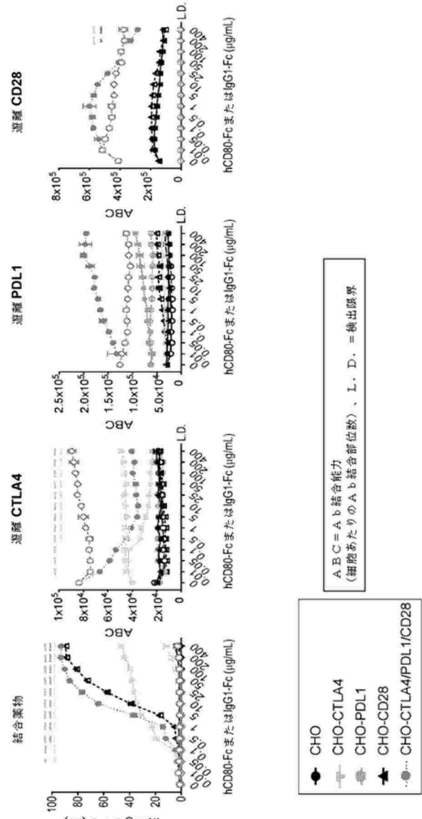 結合薬物
100
80
60
40
20
0
hCD80-FcまたはIgG1-Fc (μg/mL)
遊離 CTLA4
ABC
1x10⁵
8x10⁴
6x10⁴
4x10⁴
2x10⁴
0
L.D.
hCD80-FcまたはIgG1-Fc (μg/mL)
遊離 PDL1
ABC
2.5x10⁵
2.0x10⁵
1.5x10⁵
1.0x10⁵
5.0x10⁴
0
L.D.
hCD80-FcまたはIgG1-Fc (μg/mL)
遊離 CD28
ABC
8x10⁵
6x10⁵
4x10⁵
2x10⁵
0
L.D.
hCD80-FcまたはIgG1-Fc (μg/mL)
CHO
CHO-CTLA4
CHO-PDL1
CHO-CD28
CHO-CTLA4/PDL1/CD28
ABC=Ab結合能力
(細胞あたりのAb結合部位数)、L.D.=検出限界